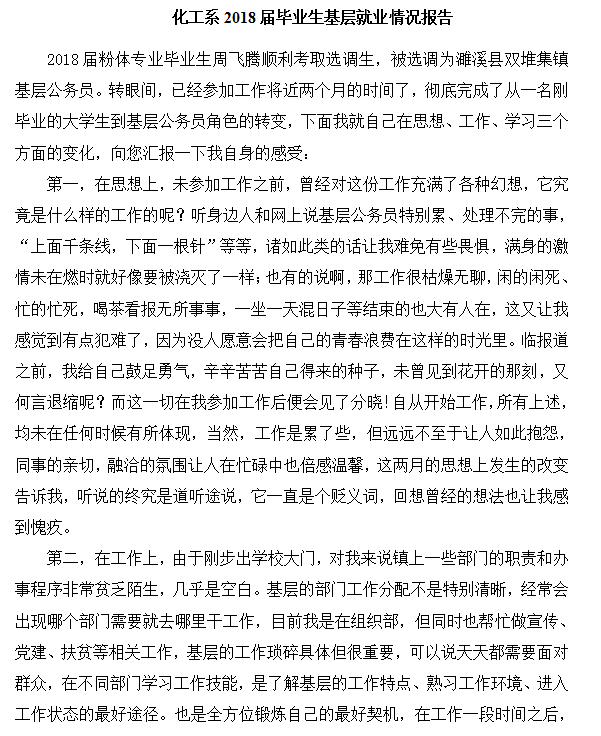 化工系 2018 届毕业生基层就业情况报告
2018 届粉体专业毕业生周飞腾顺利考取选调生，被选调为濉溪县双堆集镇
基层公务员。转眼间，已经参加工作将近两个月的时间了，彻底完成了从一名刚
毕业的大学生到基层公务员角色的转变，下面我就自己在思想、工作、学习三个
方面的变化，向您汇报一下我自身的感受：
第一，在思想上，未参加工作之前，曾经对这份工作充满了各种幻想，它究
竟是什么样的工作的呢？听身边人和网上说基层公务员特别累、处理不完的事，
“上面千条线，下面一根针”等等，诸如此类的话让我难免有些畏惧，满身的激
情未在燃时就好像要被浇灭了一样；也有的说啊，那工作很枯燥无聊，闲的闲死、
忙的忙死，喝茶看报无所事事，一坐一天混日子等结束的也大有人在，这又让我
感觉到有点犯难了，因为没人愿意会把自己的青春浪费在这样的时光里。临报道
之前，我给自己鼓足勇气，辛辛苦苦自己得来的种子，未曾见到花开的那刻，又
何言退缩呢？而这一切在我参加工作后便会见了分晓！自从开始工作，所有上述，
均未在任何时候有所体现，当然，工作是累了些，但远远不至于让人如此抱怨，
同事的亲切，融洽的氛围让人在忙碌中也倍感温馨，这两月的思想上发生的改变
告诉我，听说的终究是道听途说，它一直是个贬义词，回想曾经的想法也让我感
到愧疚。
第二，在工作上，由于刚步出学校大门，对我来说镇上一些部门的职责和办
事程序非常贫乏陌生，几乎是空白。基层的部门工作分配不是特别清晰，经常会
出现哪个部门需要就去哪里干工作，目前我是在组织部，但同时也帮忙做宣传、
党建、扶贫等相关工作，基层的工作琐碎具体但很重要，可以说天天都需要面对
群众，在不同部门学习工作技能，是了解基层的工作特点、熟习工作环境、进入
工作状态的最好途径。也是全方位锻炼自己的最好契机，在工作一段时间之后，